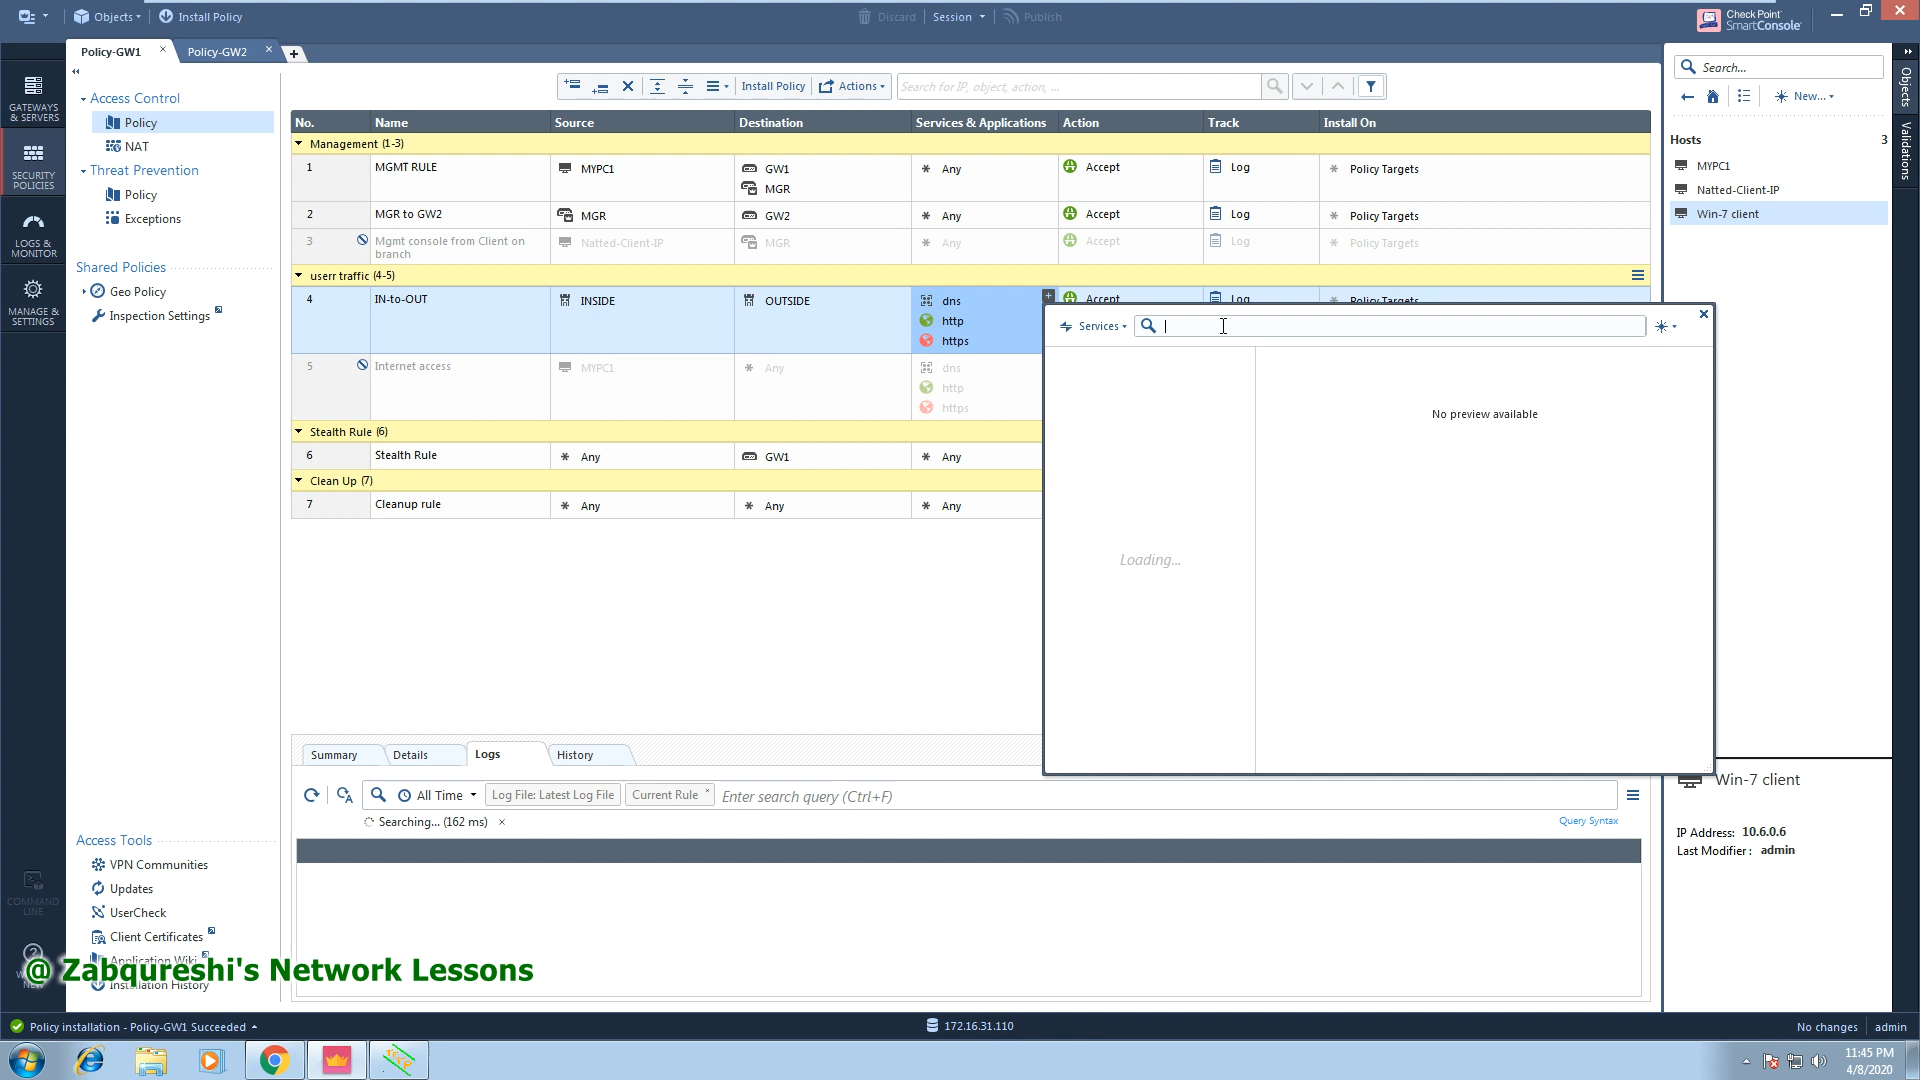 Objects
Install Policy
Discard
Session
Publish
Check Point
SmartConsole
Policy-GW1
Policy-GW2
GATEWAYS
& SERVERS
SECURITY
POLICIES
LOGS &
MONITOR
MANAGE &
SETTINGS
COMMAND
LINE
Access Control
Policy
NAT
Threat Prevention
Policy
Exceptions
Shared Policies
Geo Policy
Inspection Settings
Access Tools
VPN Communities
Updates
UserCheck
Client Certificates
Application Wiki
Installation History
Install Policy
Actions
Search for IP, object, action, ...
No. Name Source Destination Services & Applications Action Track Install On
Management (1-3)
1 MGMT RULE MYPC1 GW1 Any Accept Log Policy Targets
MGR
2 MGR to GW2 MGR GW2 Any Accept Log Policy Targets
3 Mgmt console from Client on Natted-Client-IP MGR Any Accept Log Policy Targets
branch
userr traffic (4-5)
4 IN-to-OUT INSIDE OUTSIDE dns Accept Log Policy Targets
http
https
5 Internet access MYPC1 Any dns
http
https
Stealth Rule (6)
6 Stealth Rule Any GW1 Any
Clean Up (7)
7 Cleanup rule Any Any Any
Services
Loading...
No preview available
Summary
Details
Logs
History
All Time
Log File: Latest Log File
Current Rule
Enter search query (Ctrl+F)
Searching... (162 ms)
Query Syntax
Search...
New...
Hosts 3
MYPC1
Natted-Client-IP
Win-7 client
Objects
Validations
Win-7 client
IP Address: 10.6.0.6
Last Modifier : admin
@ Zabqureshi's Network Lessons
Policy installation - Policy-GW1 Succeeded
172.16.31.110
No changes
admin
11:45 PM
4/8/2020